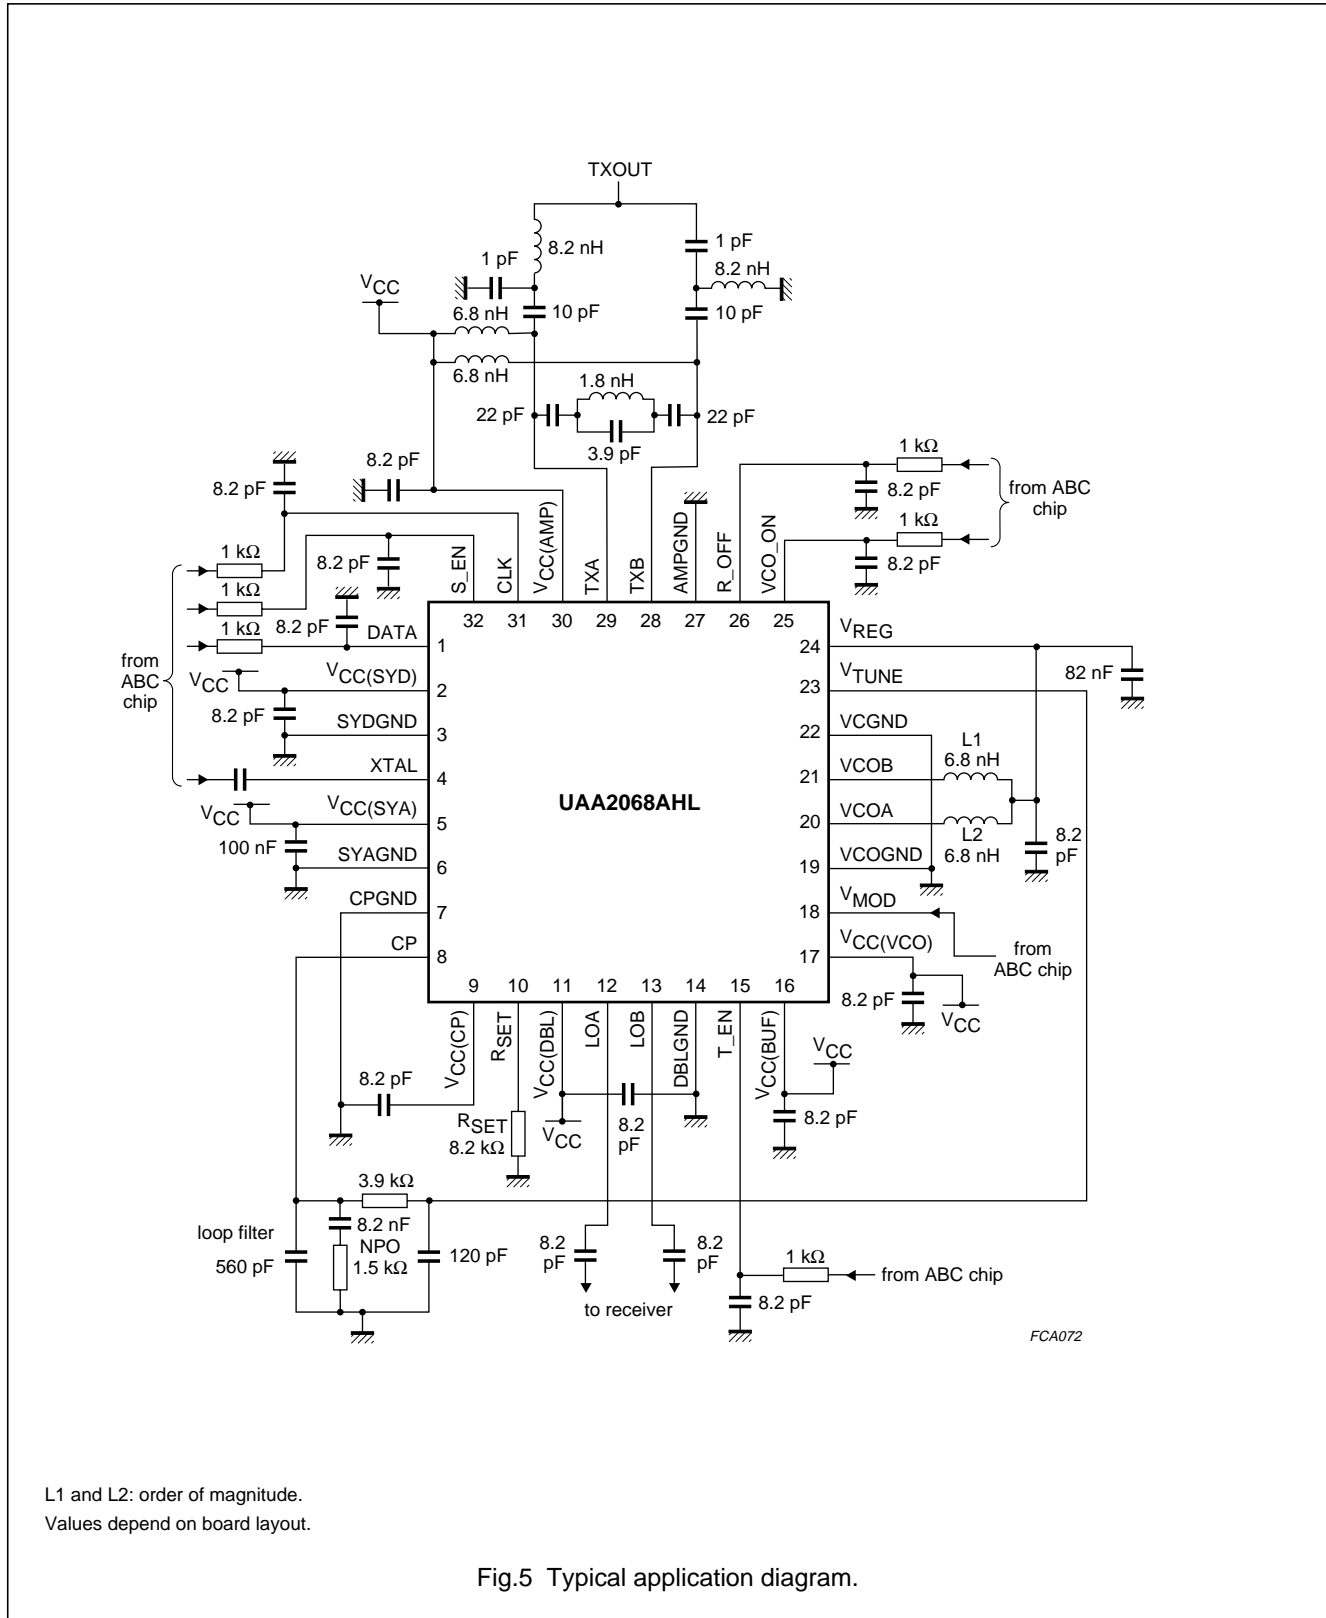 TXOUT
8.2 nH
1 pF
1 pF
8.2 nH
VCC
10 pF
10 pF
6.8 nH
6.8 nH
1.8 nH
22 pF
22 pF
3.9 pF
8.2 pF
8.2 pF
1 kΩ
8.2 pF
from ABC
chip
1 kΩ
8.2 pF
1 kΩ
1 kΩ
1 kΩ
8.2 pF
8.2 pF
from
ABC
chip
S_EN
CLK
VCC(AMP)
TXA
TXB
AMPGND
R_OFF
VCO_ON
32 31 30 29 28 27 26 25
DATA
1
VCC
VCC(SYD)
2
8.2 pF
SYDGND
3
XTAL
4
VCC
VCC(SYA)
5
100 nF
SYAGND
6
CPGND
7
CP
8
UAA2068AHL
24
VREG
82 nF
23
VTUNE
22
VCGND
21
VCOB
L1
6.8 nH
20
VCOA
L2
6.8 nH
8.2
pF
19
VCOGND
18
VMOD
from
ABC chip
17
VCC(VCO)
8.2 pF
VCC
9 10 11 12 13 14 15 16
VCC(CP)
RSET
VCC(DBL)
LOA
LOB
DBLGND
T_EN
VCC(BUF)
VCC
8.2 pF
8.2 pF
RSET
8.2 kΩ
VCC
8.2
pF
3.9 kΩ
loop filter
560 pF
8.2 nF
NPO
1.5 kΩ
120 pF
8.2
pF
8.2
pF
to receiver
1 kΩ
from ABC chip
8.2 pF
FCA072
L1 and L2: order of magnitude.
Values depend on board layout.
Fig.5 Typical application diagram.